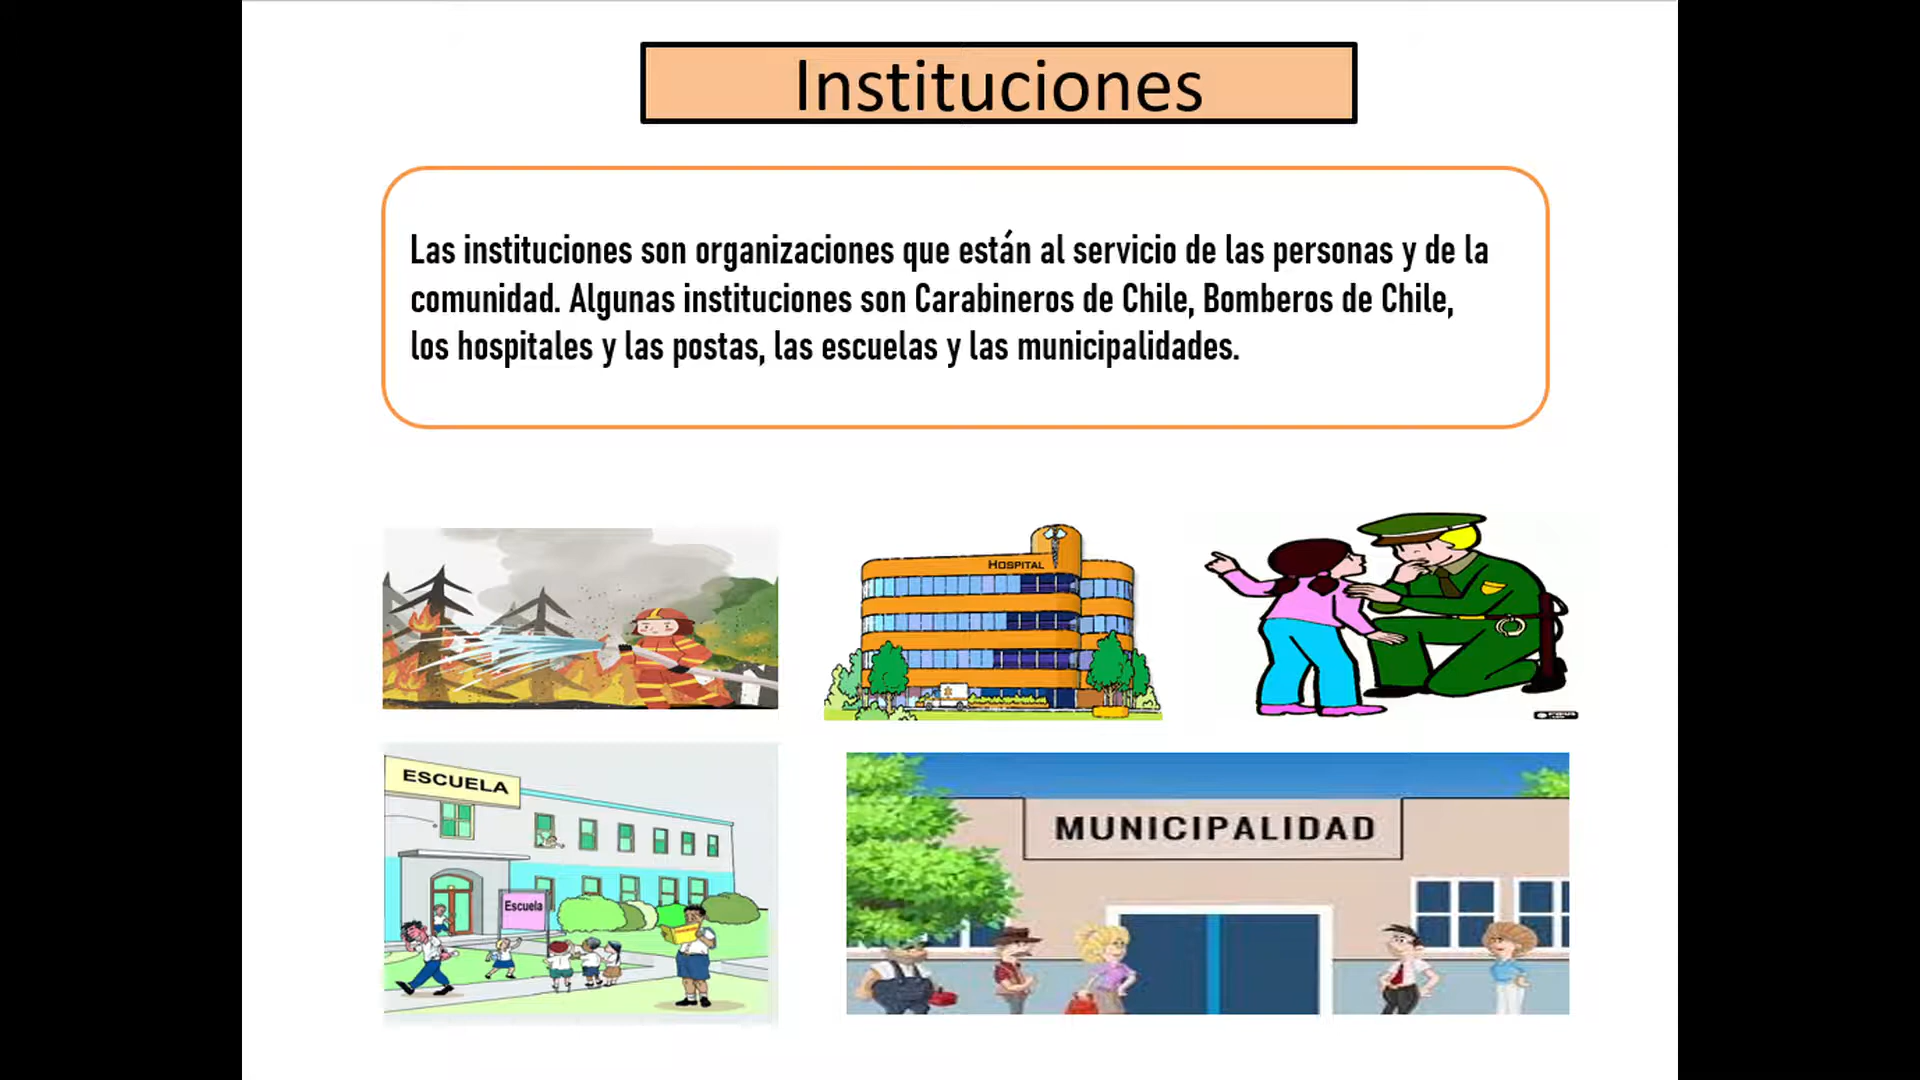 Instituciones
Las instituciones son organizaciones que están al servicio de las personas y de la
comunidad. Algunas instituciones son Carabineros de Chile, Bomberos de Chile,
los hospitales y las postas, las escuelas y las municipalidades.
HOSPITAL
ESCUELA
Escuela
MUNICIPALIDAD